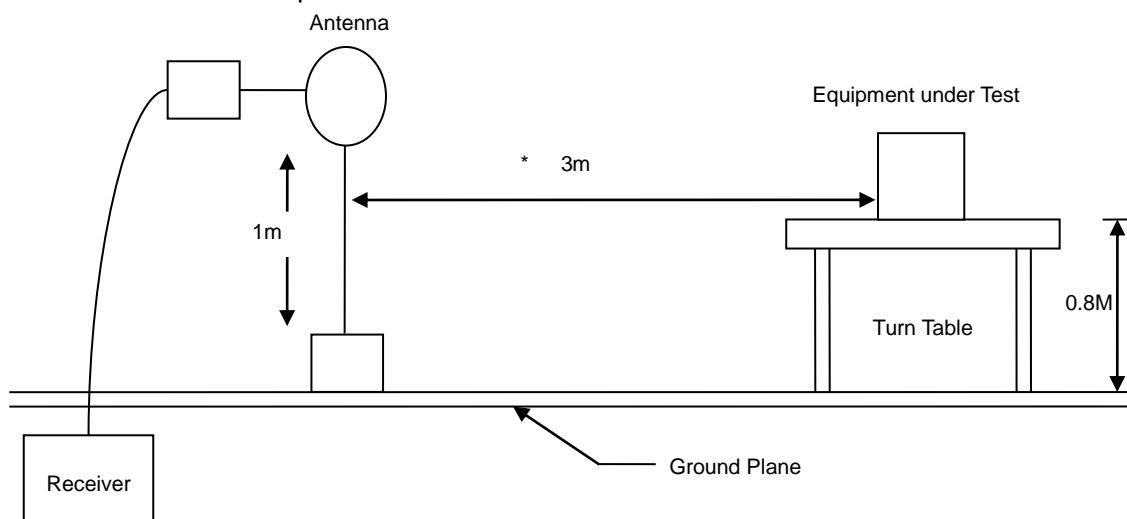 Antenna
Equipment under Test
* 3m
1m
0.8M
Turn Table
Ground Plane
Receiver